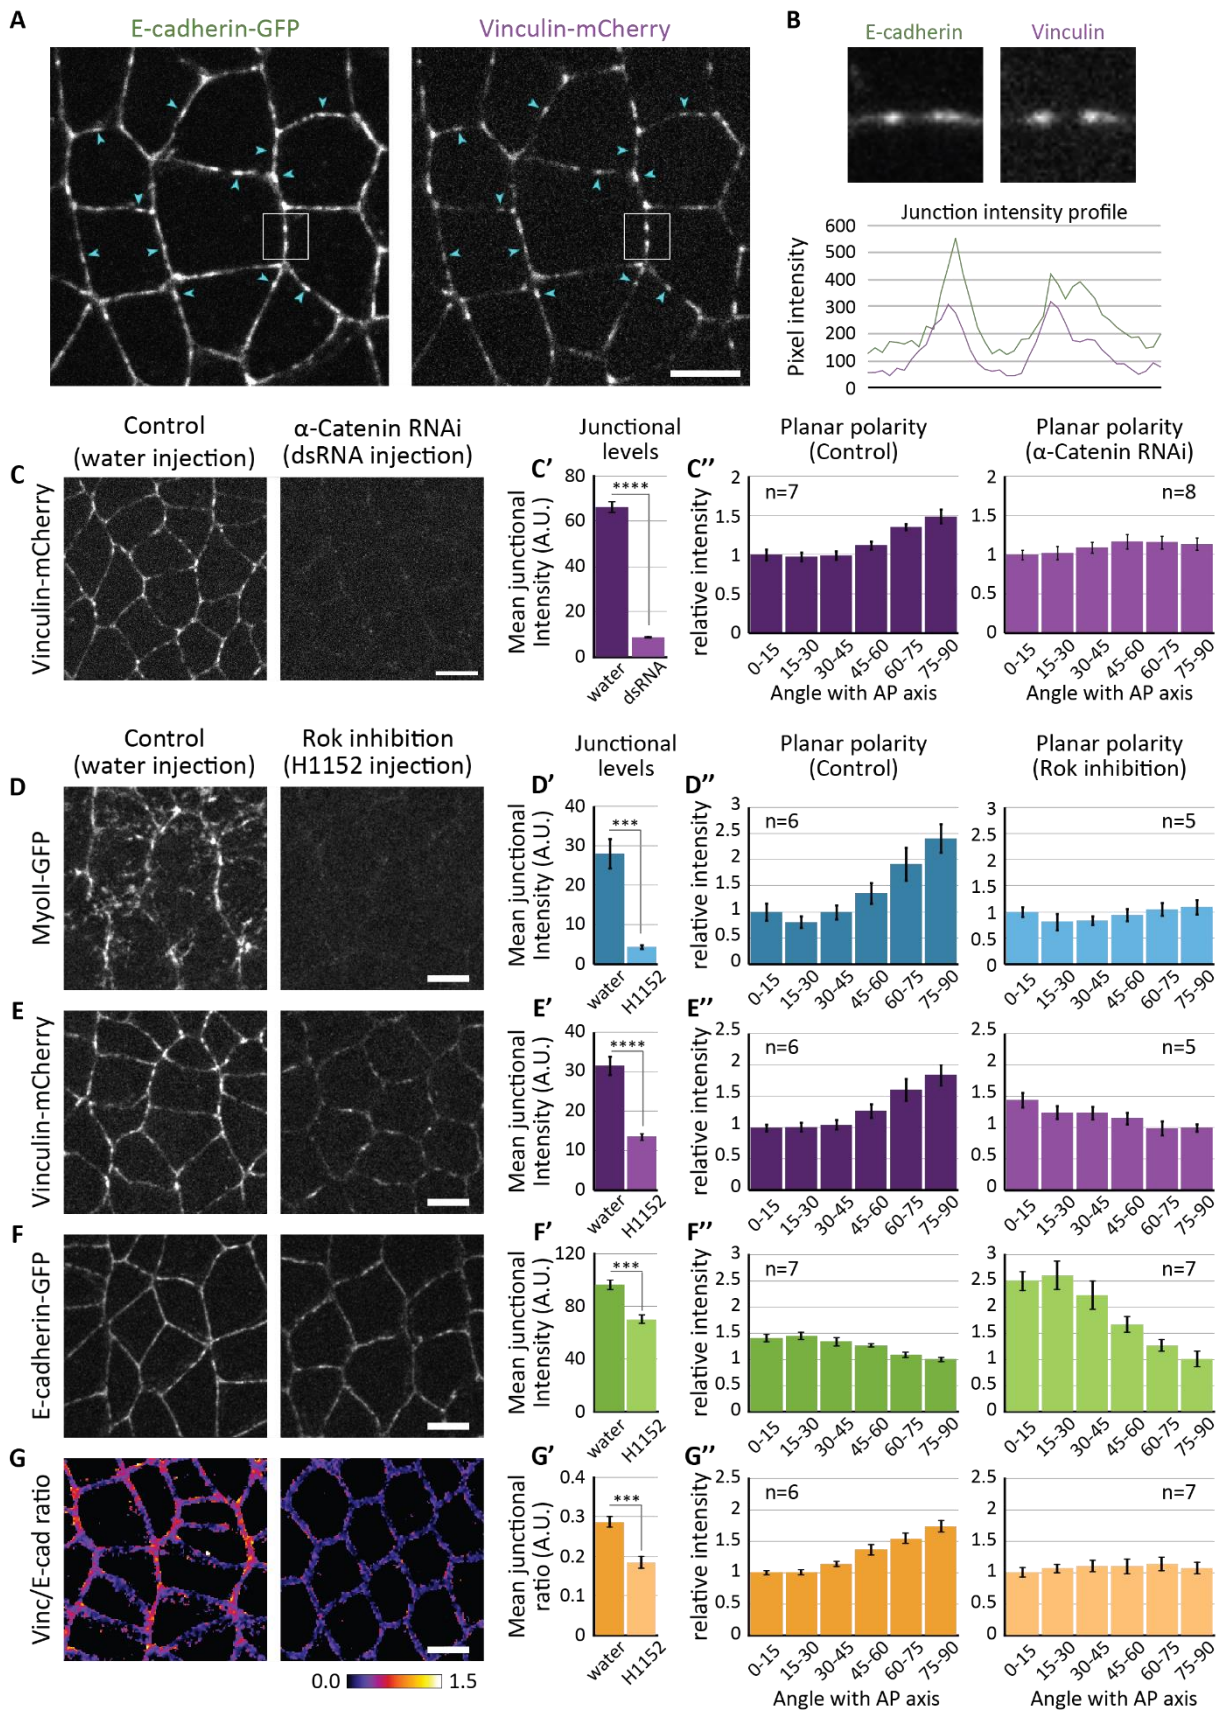 A
E-cadherin-GFP
Vinculin-mCherry
B
E-cadherin
Vinculin
Junction intensity profile
Pixel intensity
600
500
400
300
200
100
0
Control
(water injection)
α-Catenin RNAi
(dsRNA injection)
Junctional
levels
Planar polarity
(Control)
Planar polarity
(α-Catenin RNAi)
C
Vinculin-mCherry
C'
Mean junctional
Intensity (A.U.)
80
60
40
20
0
****
water
dsRNA
C''
relative intensity
2
1.5
1
0.5
0
n=7
0-15
15-30
30-45
45-60
60-75
75-90
Angle with AP axis
2
1.5
1
0.5
0
n=8
0-15
15-30
30-45
45-60
60-75
75-90
Angle with AP axis
Control
(water injection)
Rok inhibition
(H1152 injection)
Junctional
levels
Planar polarity
(Control)
Planar polarity
(Rok inhibition)
D
MyoII-GFP
D'
Mean junctional
Intensity (A.U.)
40
30
20
10
0
***
water
H1152
D''
relative intensity
3
2.5
2
1.5
1
0.5
0
n=6
0-15
15-30
30-45
45-60
60-75
75-90
3
2.5
2
1.5
1
0.5
0
n=5
0-15
15-30
30-45
45-60
60-75
75-90
E
Vinculin-mCherry
E'
Mean junctional
Intensity (A.U.)
40
30
20
10
0
****
water
H1152
E''
relative intensity
2.5
2
1.5
1
0.5
0
n=6
0-15
15-30
30-45
45-60
60-75
75-90
2.5
2
1.5
1
0.5
0
n=5
0-15
15-30
30-45
45-60
60-75
75-90
F
E-cadherin-GFP
F'
Mean junctional
Intensity (A.U.)
120
80
40
0
***
water
H1152
F''
relative intensity
3
2.5
2
1.5
1
0.5
0
n=7
0-15
15-30
30-45
45-60
60-75
75-90
3
2.5
2
1.5
1
0.5
0
n=7
0-15
15-30
30-45
45-60
60-75
75-90
G
Vinc/E-cad ratio
0.0
1.5
G'
Mean junctional
ratio (A.U.)
0.4
0.3
0.2
0.1
0
***
water
H1152
G''
relative intensity
2.5
2
1.5
1
0.5
0
n=6
0-15
15-30
30-45
45-60
60-75
75-90
Angle with AP axis
2.5
2
1.5
1
0.5
0
n=7
0-15
15-30
30-45
45-60
60-75
75-90
Angle with AP axis